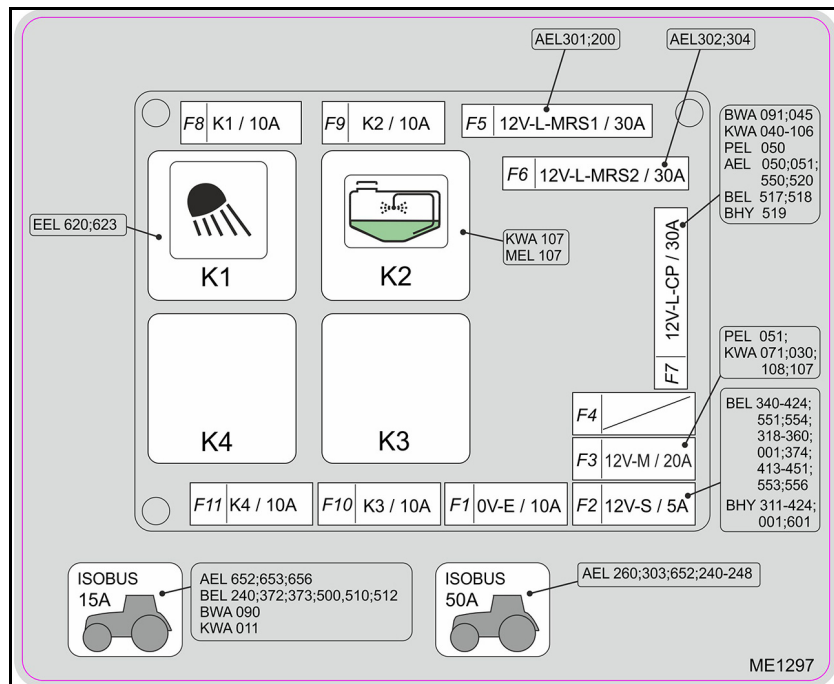 AEL301;200
AEL302;304
F8 K1 / 10A
F9 K2 / 10A
F5 12V-L-MRS1 / 30A
F6 12V-L-MRS2 / 30A
BWA 091;045
KWA 040-106
PEL 050
AEL 050;051;
550;520
BEL 517;518
BHY 519
EEL 620;623
K1
K2
KWA 107
MEL 107
F7 12V-L-CP / 30A
PEL 051;
KWA 071;030;
108;107
K4
K3
F4
F3 12V-M / 20A
BEL 340-424;
551;554;
318-360;
001;374;
413-451;
553;556
BHY 311-424;
001;601
F11 K4 / 10A
F10 K3 / 10A
F1 0V-E / 10A
F2 12V-S / 5A
ISOBUS
15A
AEL 652;653;656
BEL 240;372;373;500,510;512
BWA 090
KWA 011
ISOBUS
50A
AEL 260;303;652;240-248
ME1297